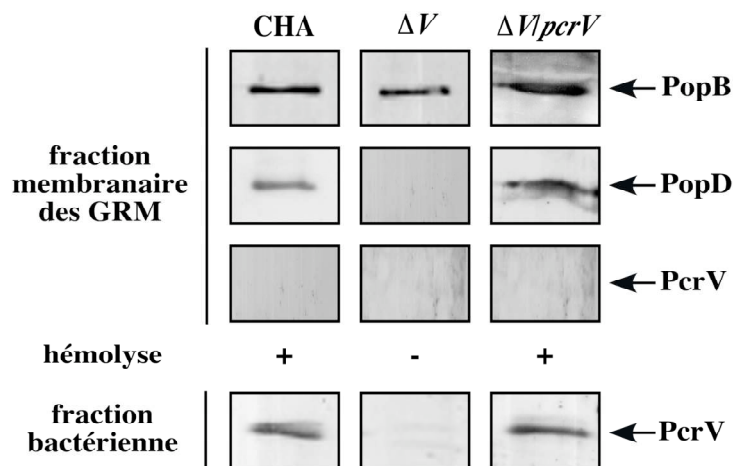 CHA ΔV ΔV/pcrV
PopB
fraction
membranaire
des GRM
PopD
PcrV
hémolyse + - +
fraction
bactérienne
PcrV